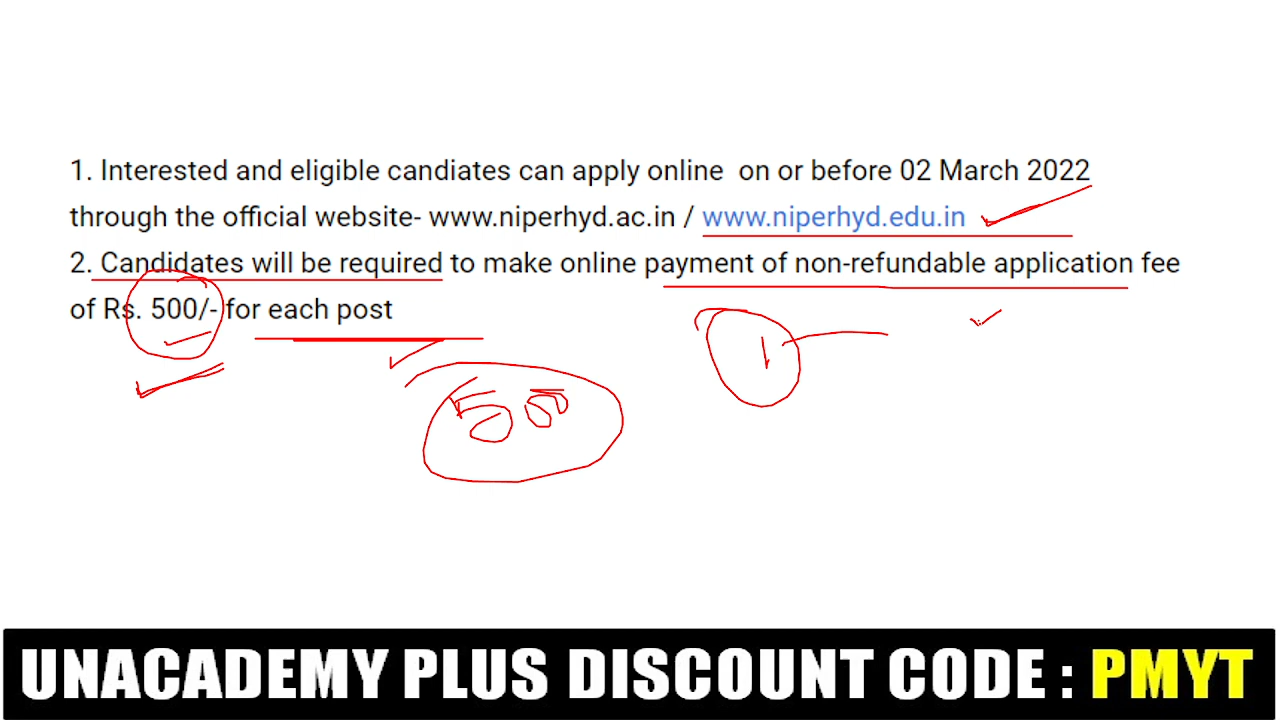 1. Interested and eligible candiates can apply online on or before 02 March 2022
through the official website- www.niperhyd.ac.in / www.niperhyd.edu.in
2. Candidates will be required to make online payment of non-refundable application fee
of Rs. 500/- for each post
1
500
UNACADEMY PLUS DISCOUNT CODE : PMYT